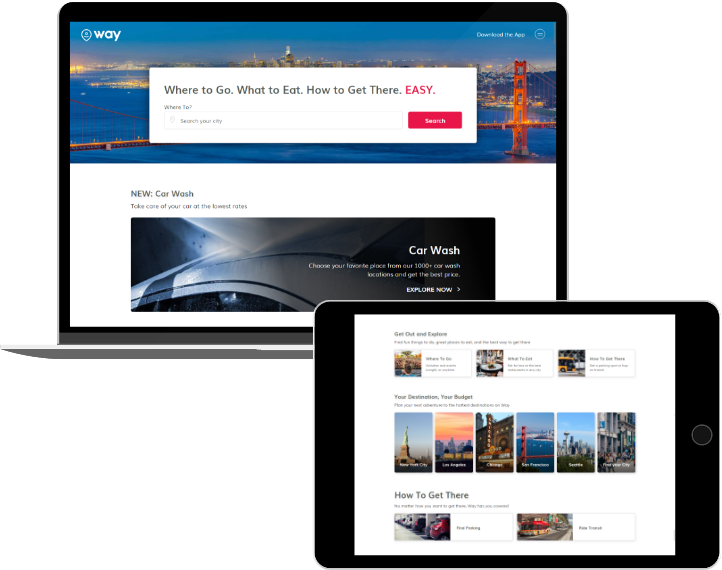 way
Download the App
Where to Go. What to Eat. How to Get There. EASY.
Where To?
Search your city
Search
NEW: Car Wash
Take care of your car at the lowest rates
Car Wash
Choose your favorite place from our 1000+ car wash
locations and get the best price.
EXPLORE NOW
Get Out and Explore
Find fun things to do, great places to eat, and the best way to get there
Where To Go
What To Eat
How To Get There
Your Destination, Your Budget
Plan your next adventure to the hottest destinations on Way
New York City
Los Angeles
Chicago
San Francisco
Seattle
Find your City
How To Get There
No matter how you want to get there, Way has you covered!
Find Parking
Ride Transit